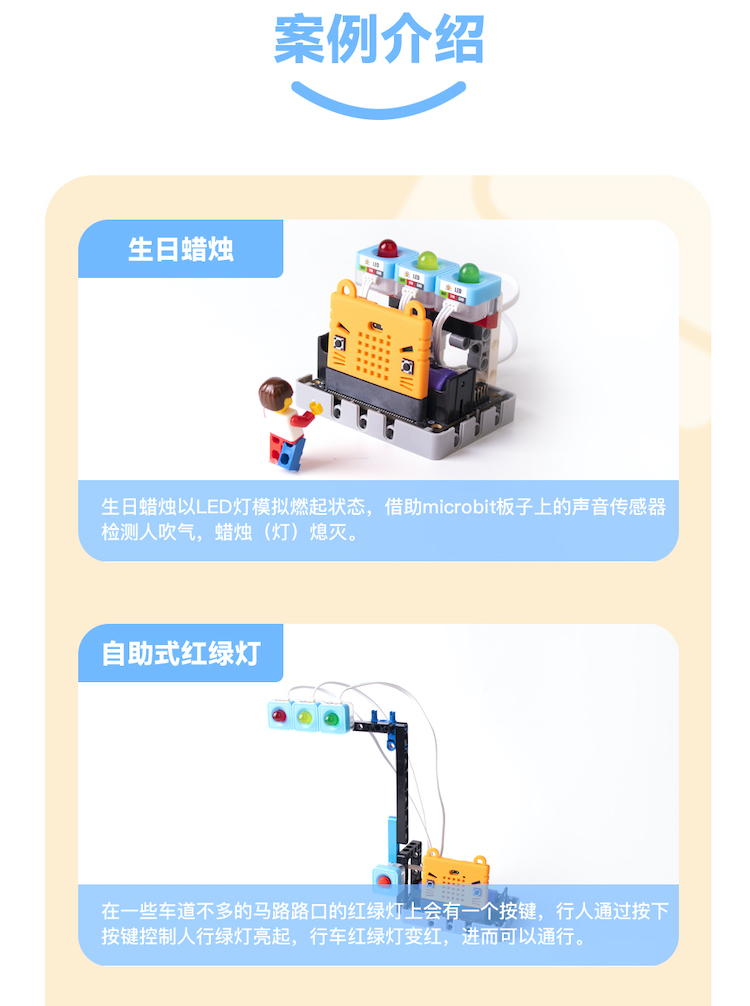 案例介绍
生日蜡烛
LED
LED
LED
生日蜡烛以LED灯模拟燃起状态，借助microbit板子上的声音传感器
检测人吹气，蜡烛（灯）熄灭。
自助式红绿灯
在一些车道不多的马路路口的红绿灯上会有一个按键，行人通过按下
按键控制人行绿灯亮起，行车红绿灯变红，进而可以通行。